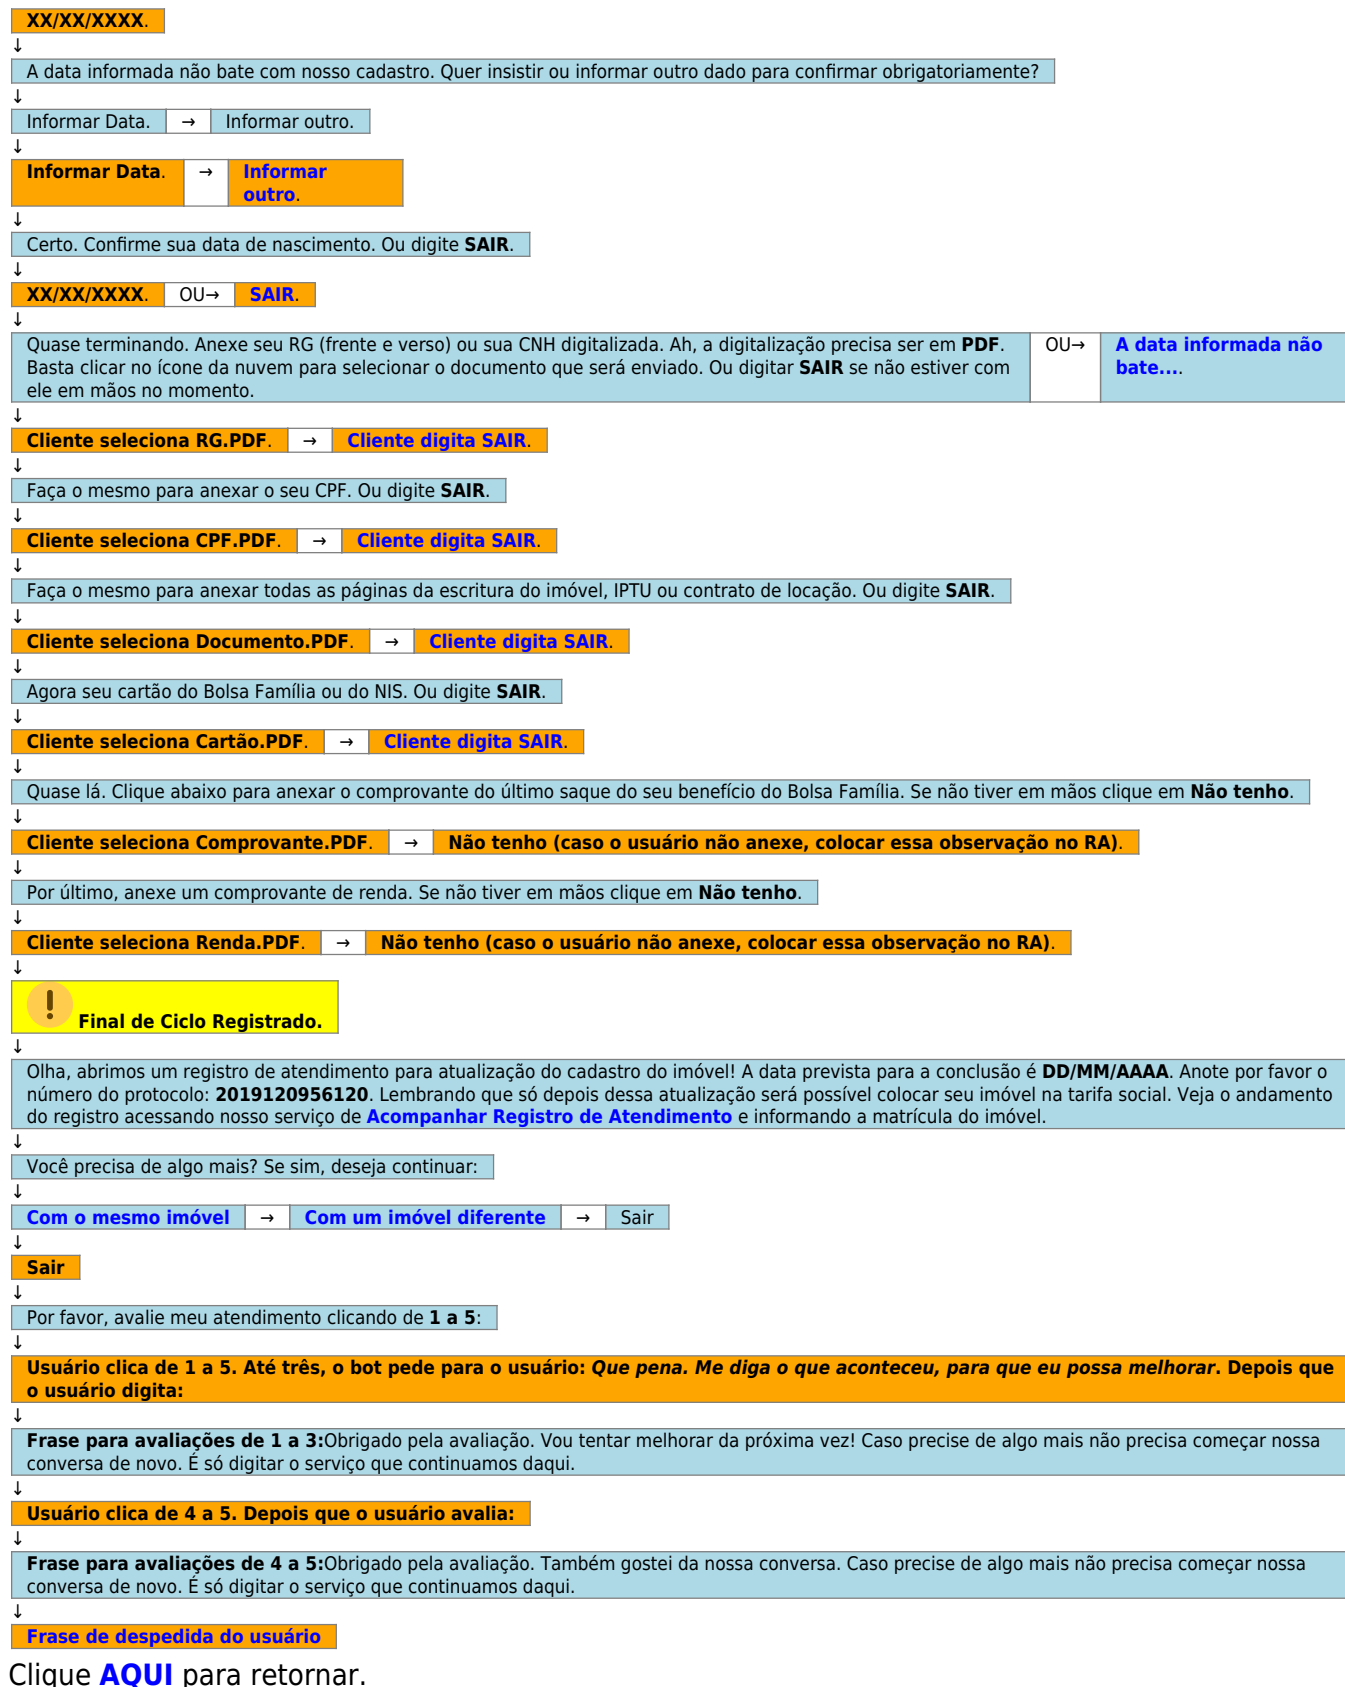 XX/XX/XXXX.
↓
A data informada não bate com nosso cadastro. Quer insistir ou informar outro dado para confirmar obrigatoriamente?
↓
Informar Data. → Informar outro.
↓
Informar Data. → Informar
outro.
↓
Certo. Confirme sua data de nascimento. Ou digite SAIR.
↓
XX/XX/XXXX. OU→ SAIR.
↓
Quase terminando. Anexe seu RG (frente e verso) ou sua CNH digitalizada. Ah, a digitalização precisa ser em PDF. OU→ A data informada não
Basta clicar no ícone da nuvem para selecionar o documento que será enviado. Ou digitar SAIR se não estiver com bate....
ele em mãos no momento.
↓
Cliente seleciona RG.PDF. → Cliente digita SAIR.
↓
Faça o mesmo para anexar o seu CPF. Ou digite SAIR.
↓
Cliente seleciona CPF.PDF. → Cliente digita SAIR.
↓
Faça o mesmo para anexar todas as páginas da escritura do imóvel, IPTU ou contrato de locação. Ou digite SAIR.
↓
Cliente seleciona Documento.PDF. → Cliente digita SAIR.
↓
Agora seu cartão do Bolsa Família ou do NIS. Ou digite SAIR.
↓
Cliente seleciona Cartão.PDF. → Cliente digita SAIR.
↓
Quase lá. Clique abaixo para anexar o comprovante do último saque do seu benefício do Bolsa Família. Se não tiver em mãos clique em Não tenho.
↓
Cliente seleciona Comprovante.PDF. → Não tenho (caso o usuário não anexe, colocar essa observação no RA).
↓
Por último, anexe um comprovante de renda. Se não tiver em mãos clique em Não tenho.
↓
Cliente seleciona Renda.PDF. → Não tenho (caso o usuário não anexe, colocar essa observação no RA).
↓
! Final de Ciclo Registrado.
↓
Olha, abrimos um registro de atendimento para atualização do cadastro do imóvel! A data prevista para a conclusão é DD/MM/AAAA. Anote por favor o
número do protocolo: 2019120956120. Lembrando que só depois dessa atualização será possível colocar seu imóvel na tarifa social. Veja o andamento
do registro acessando nosso serviço de Acompanhar Registro de Atendimento e informando a matrícula do imóvel.
↓
Você precisa de algo mais? Se sim, deseja continuar:
↓
Com o mesmo imóvel → Com um imóvel diferente → Sair
↓
Sair
↓
Por favor, avalie meu atendimento clicando de 1 a 5:
↓
Usuário clica de 1 a 5. Até três, o bot pede para o usuário: Que pena. Me diga o que aconteceu, para que eu possa melhorar. Depois que
o usuário digita:
↓
Frase para avaliações de 1 a 3:Obrigado pela avaliação. Vou tentar melhorar da próxima vez! Caso precise de algo mais não precisa começar nossa
conversa de novo. É só digitar o serviço que continuamos daqui.
↓
Usuário clica de 4 a 5. Depois que o usuário avalia:
↓
Frase para avaliações de 4 a 5:Obrigado pela avaliação. Também gostei da nossa conversa. Caso precise de algo mais não precisa começar nossa
conversa de novo. É só digitar o serviço que continuamos daqui.
↓
Frase de despedida do usuário
Clique AQUI para retornar.